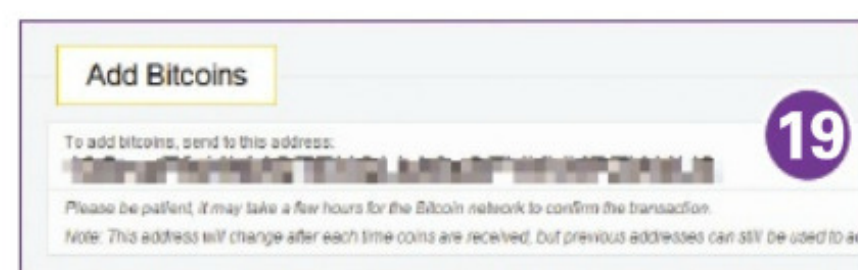 Add Bitcoins
19
To add bitcoins, send to this address:
Please be patient, it may take a few hours for the Bitcoin network to confirm the transaction.
Note: This address will change after each time coins are received, but previous addresses can still be used to